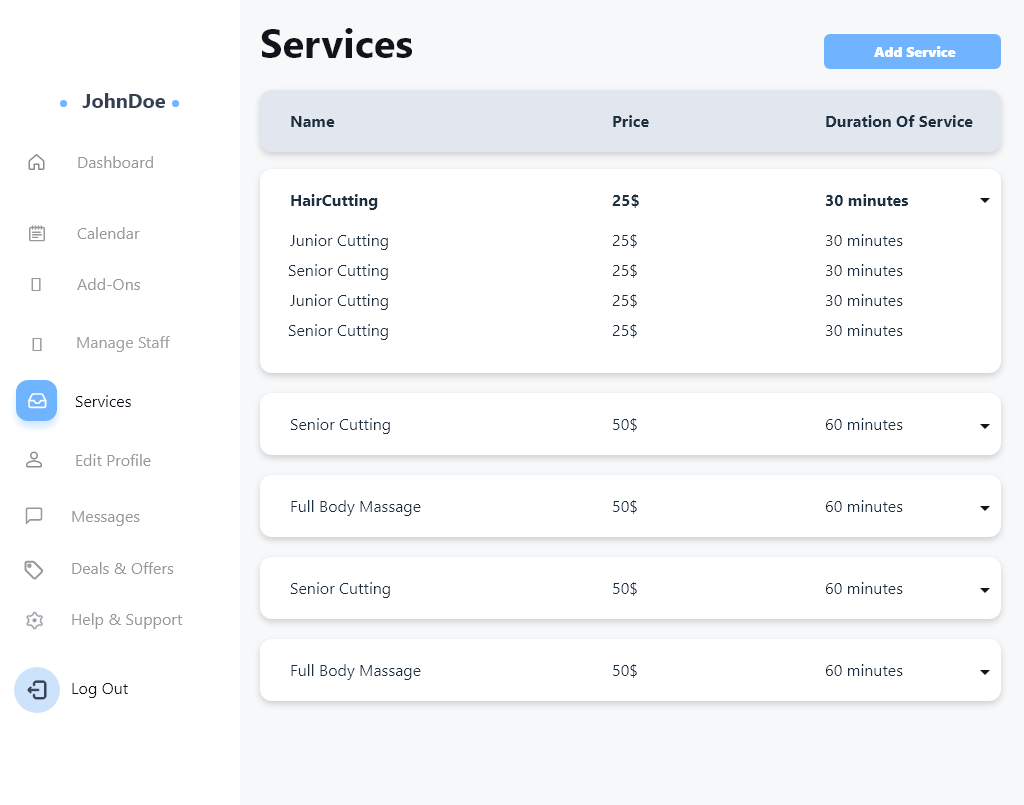 JohnDoe
Dashboard
Calendar
Add-Ons
Manage Staff
Services
Edit Profile
Messages
Deals & Offers
Help & Support
Log Out
Services
Add Service
Name Price Duration Of Service
HairCutting 25$ 30 minutes
Junior Cutting 25$ 30 minutes
Senior Cutting 25$ 30 minutes
Junior Cutting 25$ 30 minutes
Senior Cutting 25$ 30 minutes
Senior Cutting 50$ 60 minutes
Full Body Massage 50$ 60 minutes
Senior Cutting 50$ 60 minutes
Full Body Massage 50$ 60 minutes